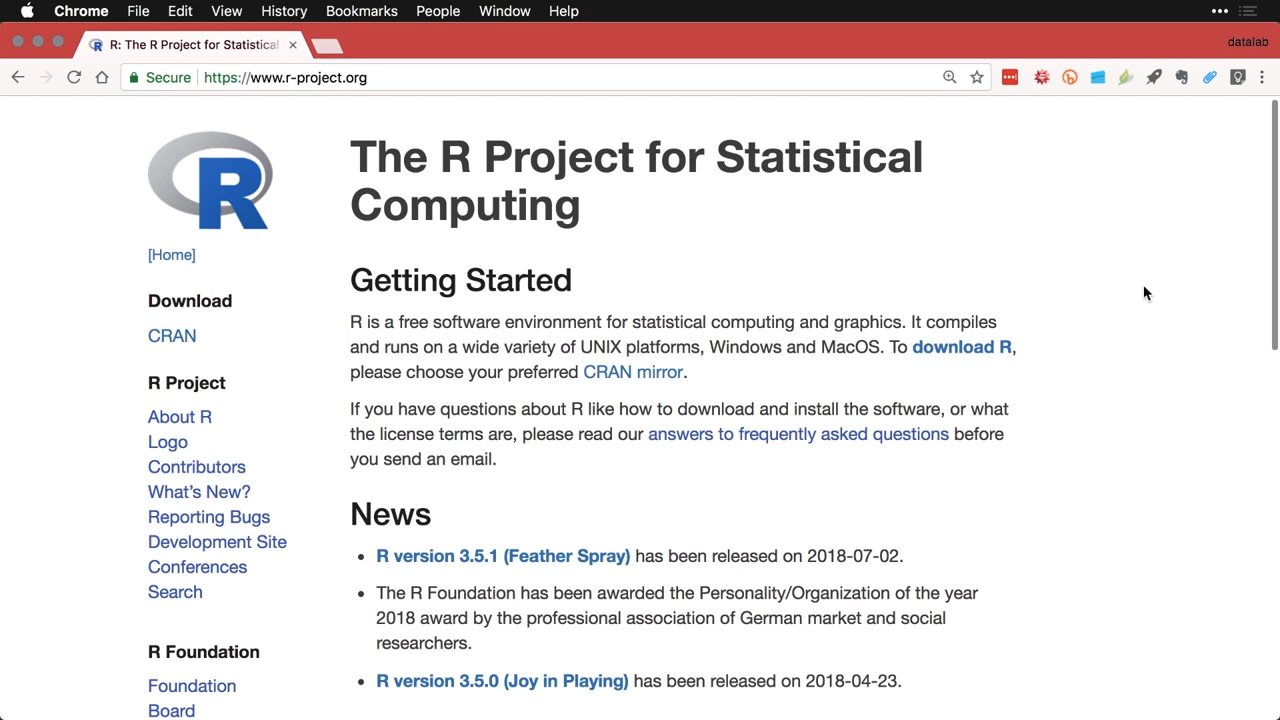 Chrome File Edit View History Bookmarks People Window Help
R: The R Project for Statistical
datalab
Secure https://www.r-project.org
R
[Home]
Download
CRAN
R Project
About R
Logo
Contributors
What's New?
Reporting Bugs
Development Site
Conferences
Search
R Foundation
Foundation
Board
The R Project for Statistical
Computing
Getting Started
R is a free software environment for statistical computing and graphics. It compiles
and runs on a wide variety of UNIX platforms, Windows and MacOS. To download R,
please choose your preferred CRAN mirror.
If you have questions about R like how to download and install the software, or what
the license terms are, please read our answers to frequently asked questions before
you send an email.
News
• R version 3.5.1 (Feather Spray) has been released on 2018-07-02.
• The R Foundation has been awarded the Personality/Organization of the year
2018 award by the professional association of German market and social
researchers.
• R version 3.5.0 (Joy in Playing) has been released on 2018-04-23.